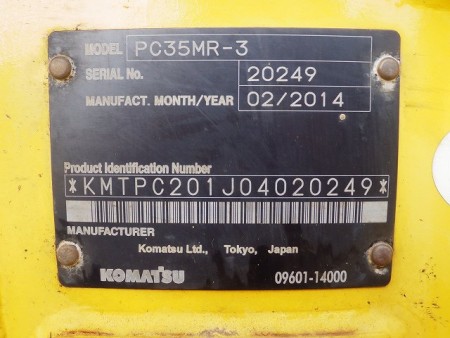 MODEL PC35MR-3
SERIAL No. 20249
MANUFACT. MONTH/YEAR 02/2014
Product Identification Number
*KMTPC201J04020249*
MANUFACTURER
Komatsu Ltd., Tokyo, Japan
KOMATSU 09601-14000